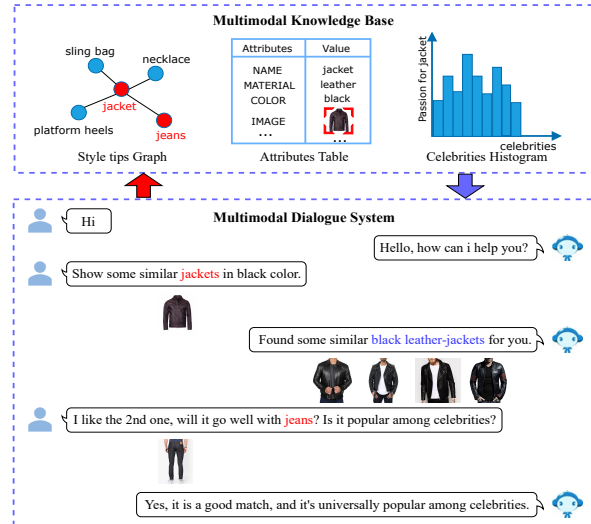 Multimodal Knowledge Base
sling bag
necklace
jacket
platform heels
jeans
Style tips Graph
Attributes Value
NAME jacket
MATERIAL leather
COLOR black
IMAGE
... ...
Attributes Table
Passion for jacket
celebrities
Celebrities Histogram
Multimodal Dialogue System
Hi
Hello, how can i help you?
Show some similar jackets in black color.
Found some similar black leather-jackets for you.
I like the 2nd one, will it go well with jeans? Is it popular among celebrities?
Yes, it is a good match, and it's universally popular among celebrities.